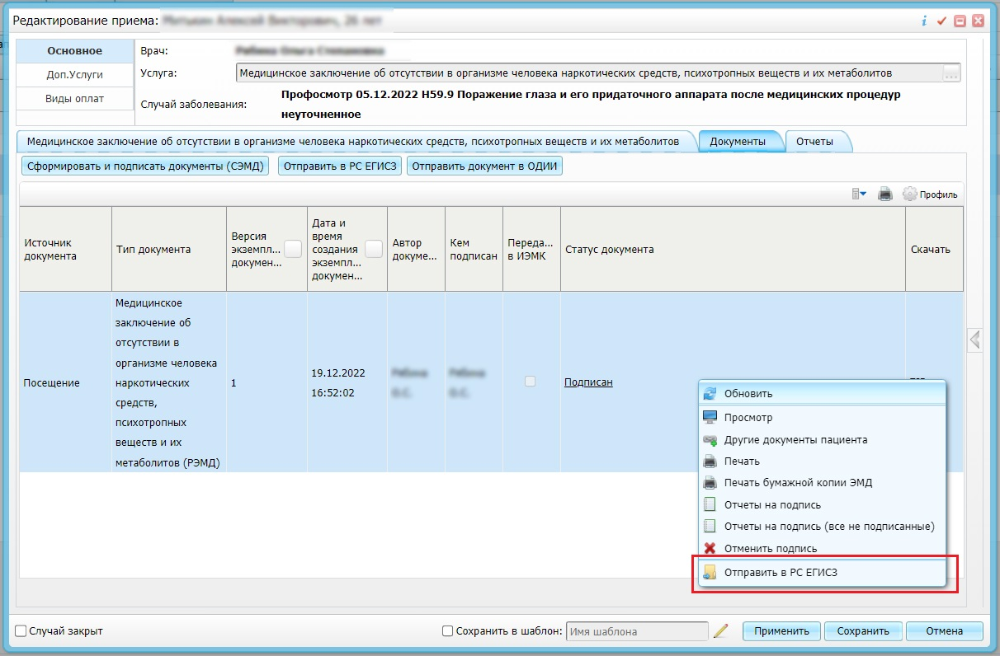 Редактирование приема:
Основное
Доп.Услуги
Виды оплат
Врач:
Услуга: Медицинское заключение об отсутствии в организме человека наркотических средств, психотропных веществ и их метаболитов ...
Случай заболевания:
Профосмотр 05.12.2022 H59.9 Поражение глаза и его придаточного аппарата после медицинских процедур
неуточненное
Медицинское заключение об отсутствии в организме человека наркотических средств, психотропных веществ и их метаболитов Документы Отчеты
Сформировать и подписать документы (СЭМД) Отправить в РС ЕГИСЗ Отправить документ в ОДИИ
Профиль
Источник
документа
Тип документа
Версия
экземпл...
докумен...
Дата и
время
создания
экземпл...
докумен...
Автор
докуме...
Кем
подписан
Переда...
в ИЭМК
Статус документа
Скачать
Посещение
Медицинское
заключение об
отсутствии в
организме человека
наркотических
средств,
психотропных
веществ и их
метаболитов (РЭМД)
1
19.12.2022
16:52:02
Подписан
Обновить
Просмотр
Другие документы пациента
Печать
Печать бумажной копии ЭМД
Отчеты на подпись
Отчеты на подпись (все не подписанные)
Отменить подпись
Отправить в РС ЕГИСЗ
Случай закрыт
Сохранить в шаблон: Имя шаблона
Применить Сохранить Отмена